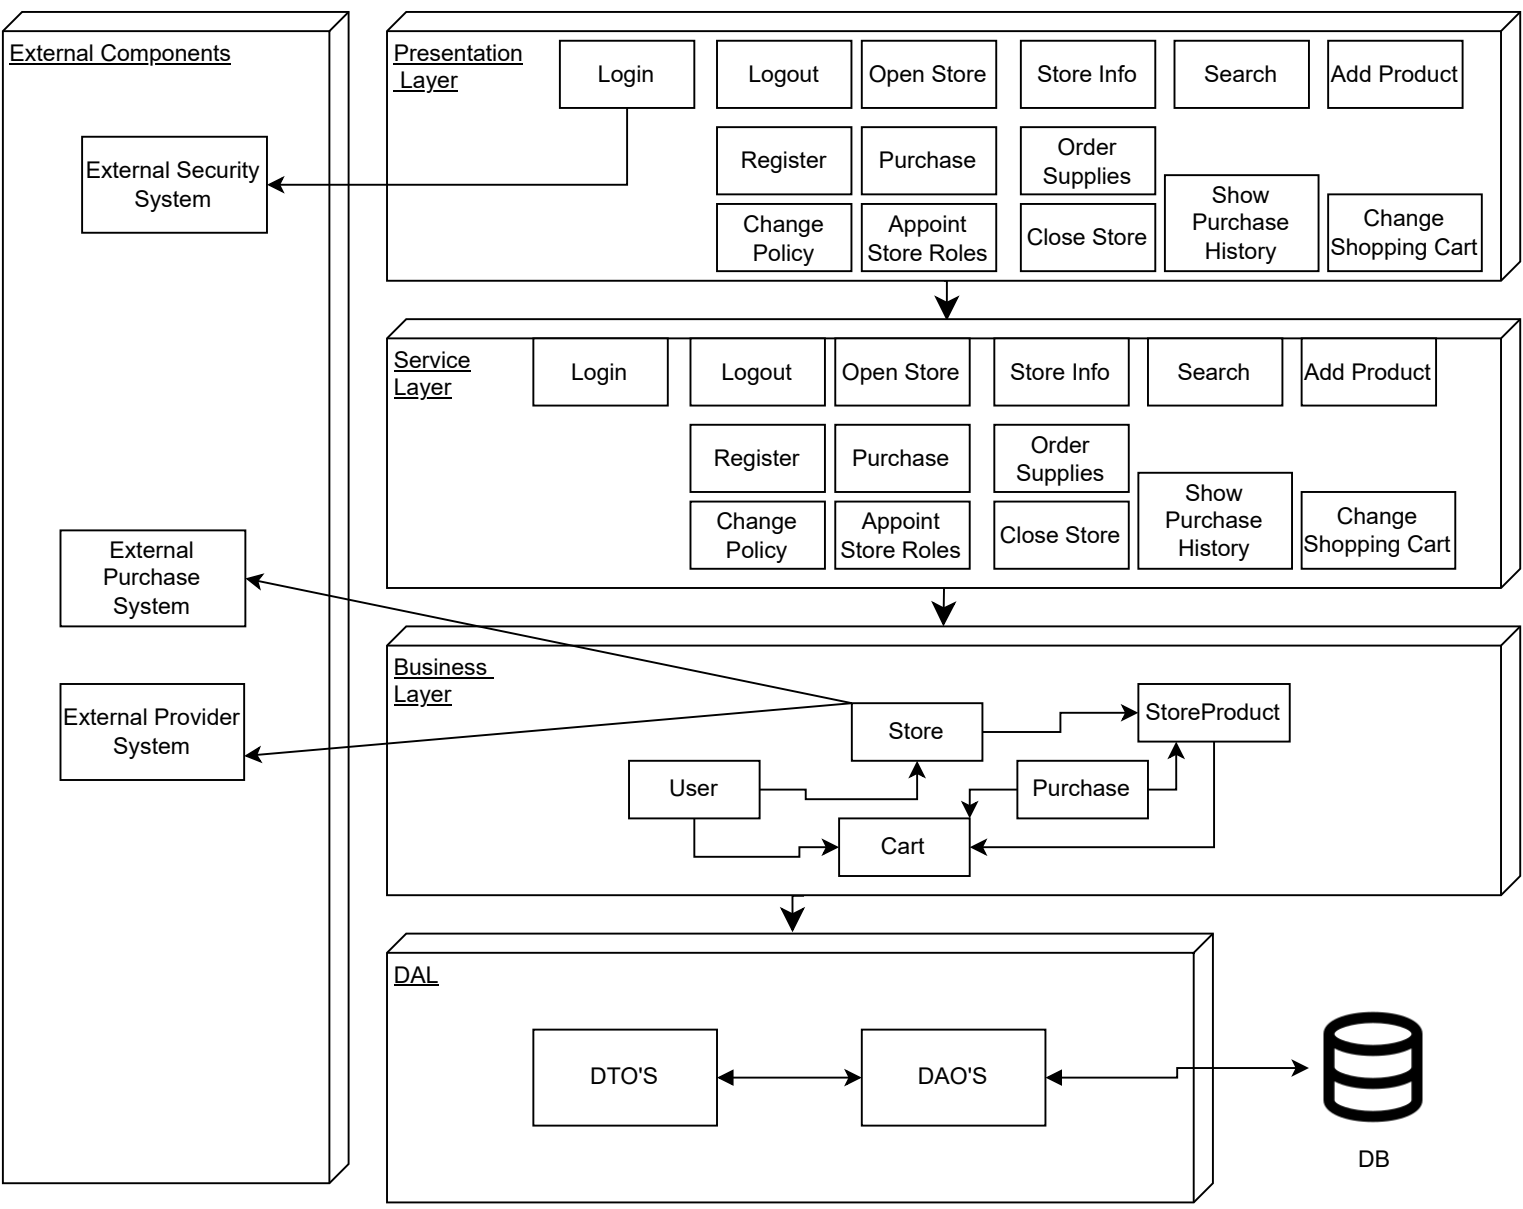 External Components
External Security
System
External
Purchase
System
External Provider
System
Presentation
Layer
Login
Logout
Open Store
Store Info
Search
Add Product
Register
Purchase
Order
Supplies
Change
Policy
Appoint
Store Roles
Close Store
Show
Purchase
History
Change
Shopping Cart
Service
Layer
Login
Logout
Open Store
Store Info
Search
Add Product
Register
Purchase
Order
Supplies
Change
Policy
Appoint
Store Roles
Close Store
Show
Purchase
History
Change
Shopping Cart
Business
Layer
Store
StoreProduct
User
Purchase
Cart
DAL
DTO'S
DAO'S
DB